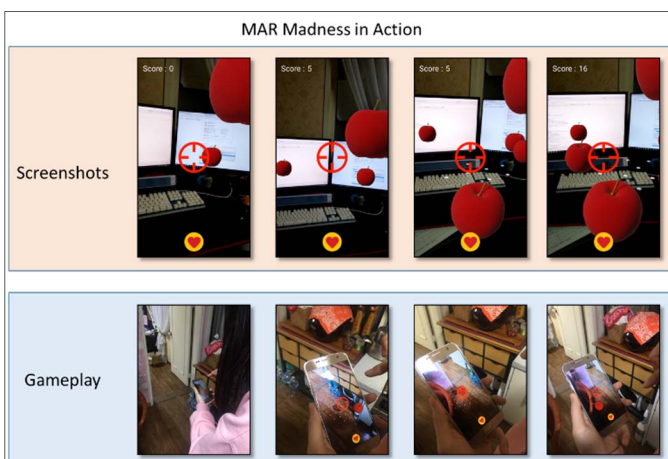 MAR Madness in Action
Screenshots
Score : 0
Score : 5
Score : 5
Score : 16
Gameplay